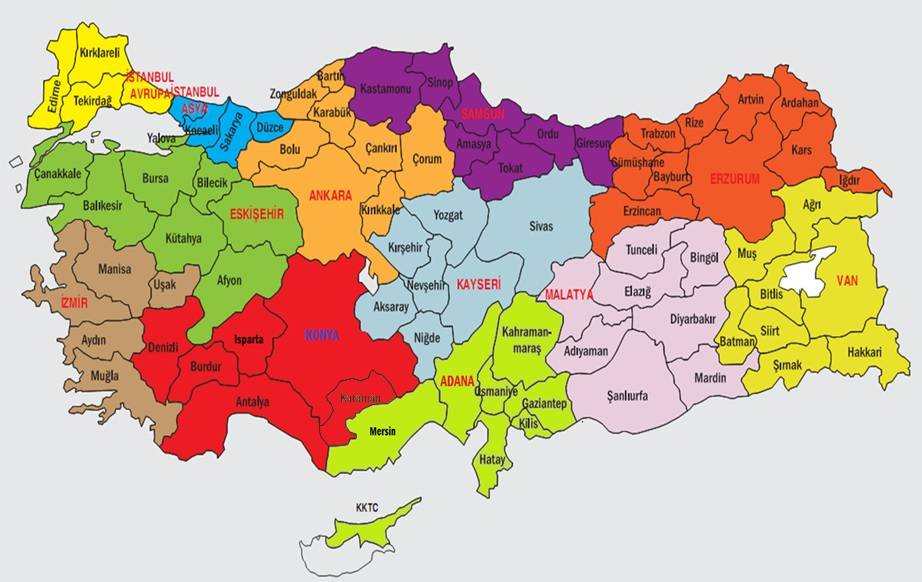 Kırklareli
Edirne
Tekirdağ
İSTANBUL
AVRUPA
İSTANBUL
ASYA
Kocaeli
Yalova
Sakarya
Düzce
Zonguldak
Bartın
Karabük
Kastamonu
Sinop
SAMSUN
Bolu
Çankırı
Çorum
Amasya
Tokat
Ordu
Giresun
Trabzon
Rize
Artvin
Ardahan
Kars
Gümüşhane
Bayburt
ERZURUM
Iğdır
Erzincan
Ağrı
Çanakkale
Balıkesir
Bursa
Bilecik
ESKİŞEHİR
Kütahya
Afyon
ANKARA
Kırıkkale
Yozgat
Sivas
Kırşehir
Nevşehir
KAYSERİ
Aksaray
Niğde
Tunceli
Bingöl
Muş
Elazığ
MALATYA
Bitlis
VAN
Diyarbakır
Siirt
Batman
Hakkari
Şırnak
Mardin
Adıyaman
Şanlıurfa
Manisa
Uşak
İZMİR
Aydın
Muğla
Denizli
Isparta
Burdur
KONYA
Antalya
Karaman
Mersin
ADANA
Kahraman-
maraş
Osmaniye
Gaziantep
Kilis
Hatay
KKTC